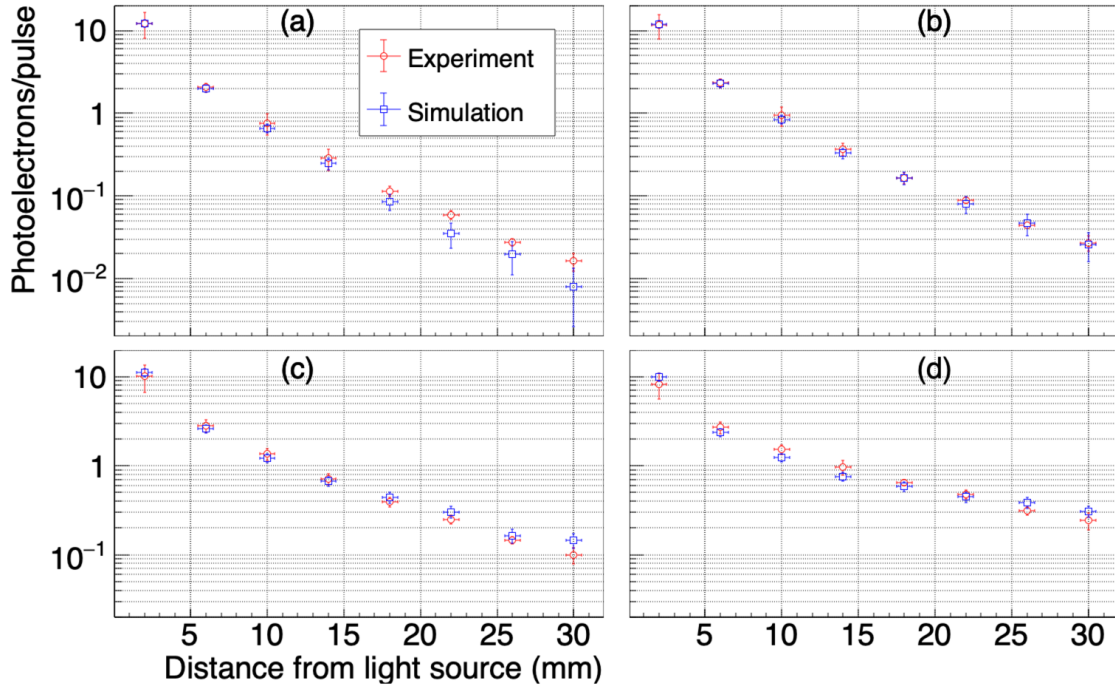 Photoelectrons/pulse
(a)
(b)
Experiment
Simulation
10
1
10⁻¹
10⁻²
(c)
(d)
10
1
10⁻¹
5 10 15 20 25 30 5 10 15 20 25 30
Distance from light source (mm)